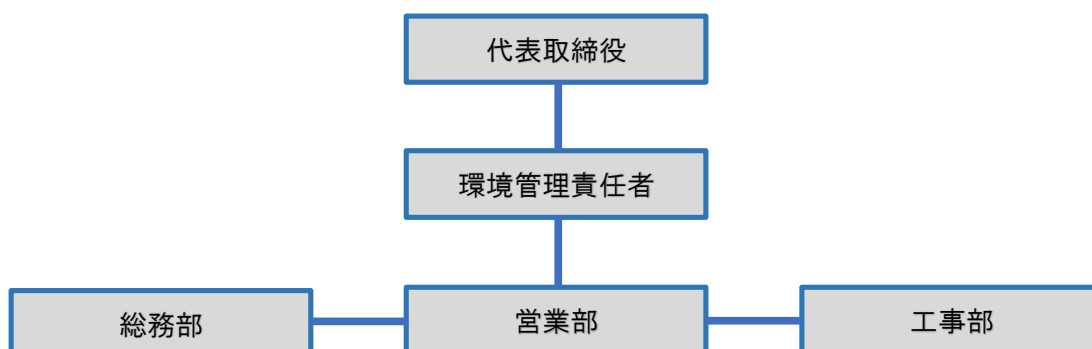 代表取締役
環境管理責任者
総務部
営業部
工事部